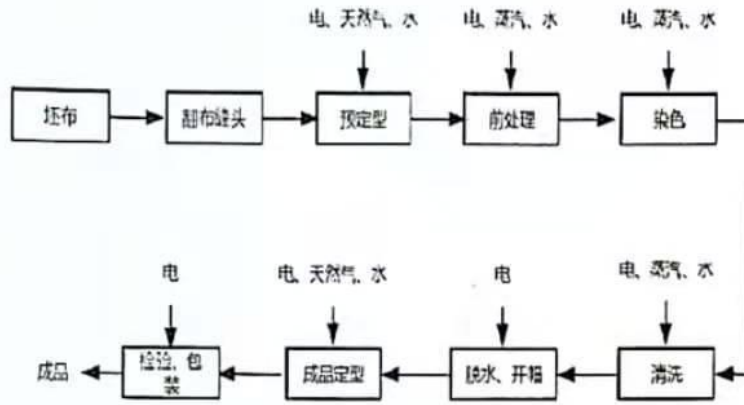 电、天然气、水
电、蒸汽、水
电、蒸汽、水
坯布
翻布缝头
预定型
前处理
染色
电
电、天然气、水
电
电、蒸汽、水
成品
检验、包
装
成品定型
脱水、开幅
清洗